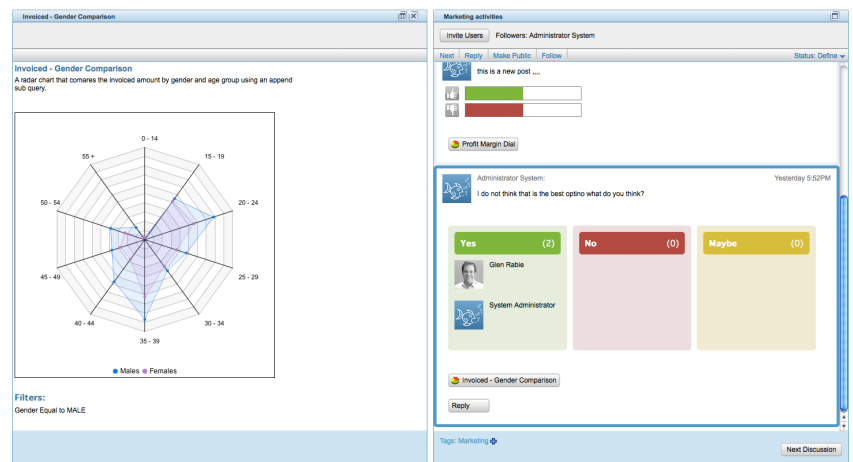 Invoiced - Gender Comparison
Invoiced - Gender Comparison
A radar chart that comares the invoiced amount by gender and age group using an append
sub query.
0 - 14
15 - 19
20 - 24
25 - 29
30 - 34
35 - 39
40 - 44
45 - 49
50 - 54
55 +
Males Females
Filters:
Gender Equal to MALE
Marketing activities
Invite Users Followers: Administrator System
Next Reply Make Public Follow Status: Define
this is a new post ,,,,
Profit Margin Dial
Administrator System: Yesterday 5:52PM
I do not think that is the best optino what do you think?
Yes (2) No (0) Maybe (0)
Glen Rabie
System Administrator
Invoiced - Gender Comparison
Reply
Tags: Marketing
Next Discussion